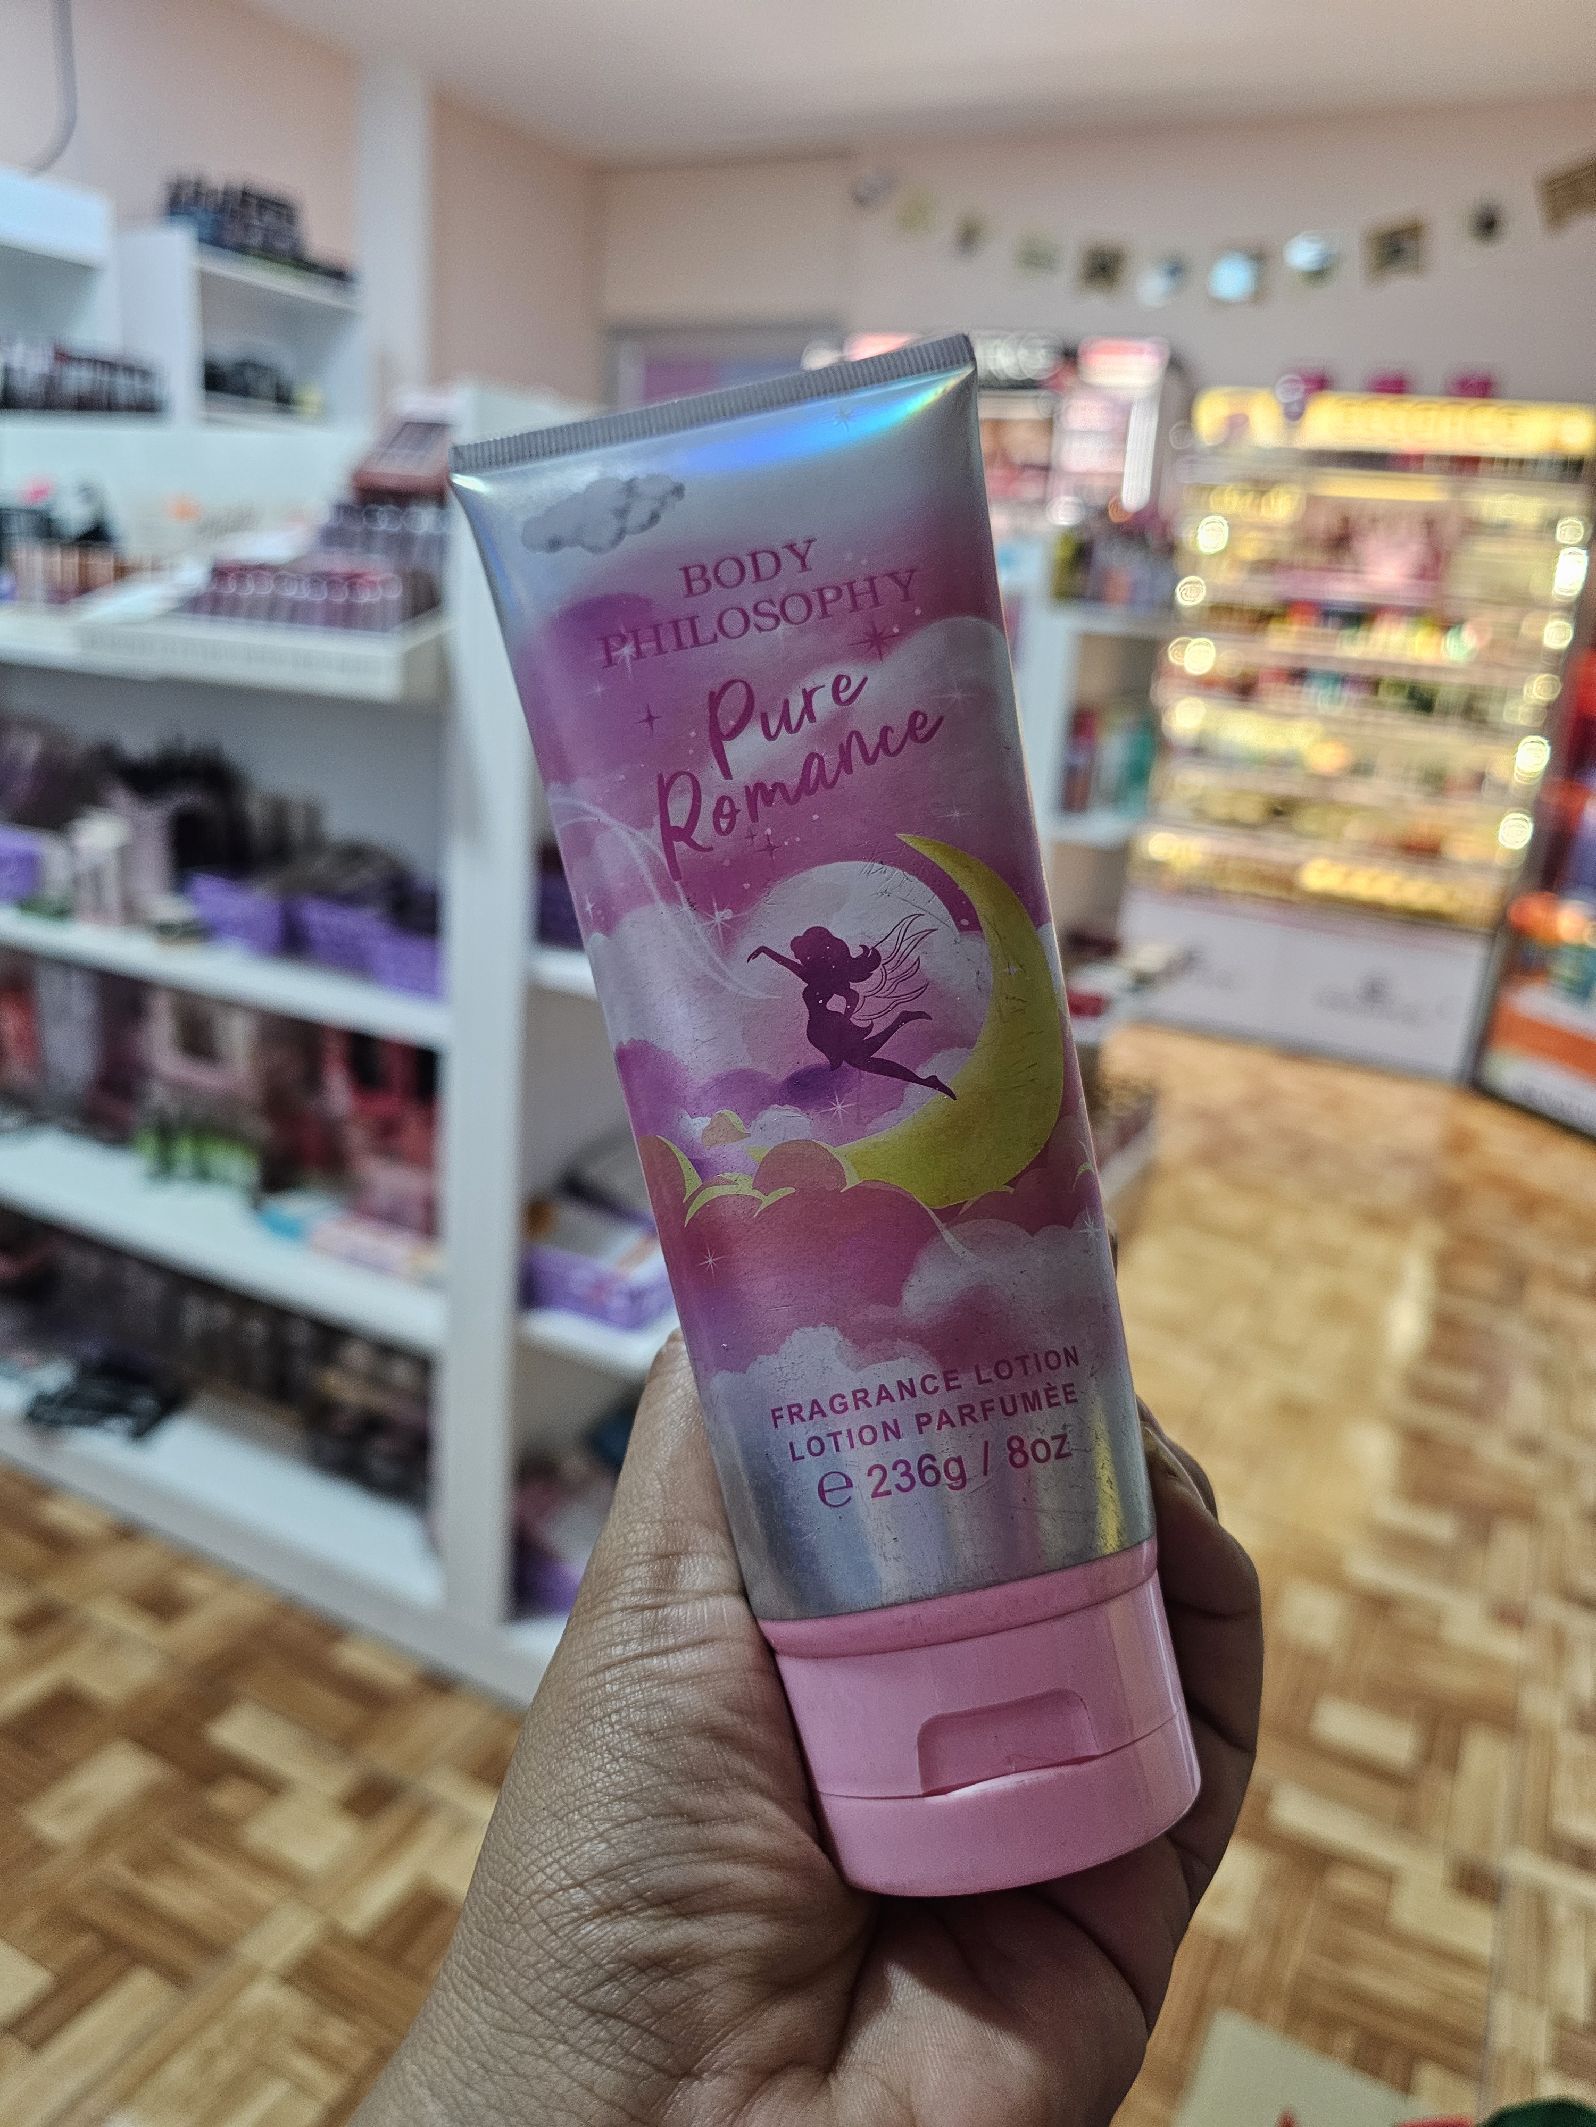 BODY
PHILOSOPHY
Pure
Romance
FRAGRANCE LOTION
LOTION PARFUMÈE
℮ 236g / 8oz